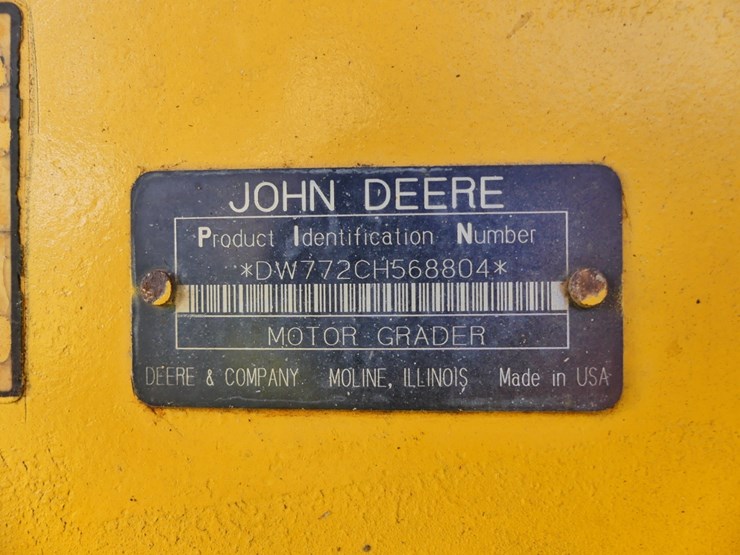 JOHN DEERE
Product Identification Number
*DW772CH568804*
MOTOR GRADER
DEERE & COMPANY MOLINE, ILLINOIS Made in USA